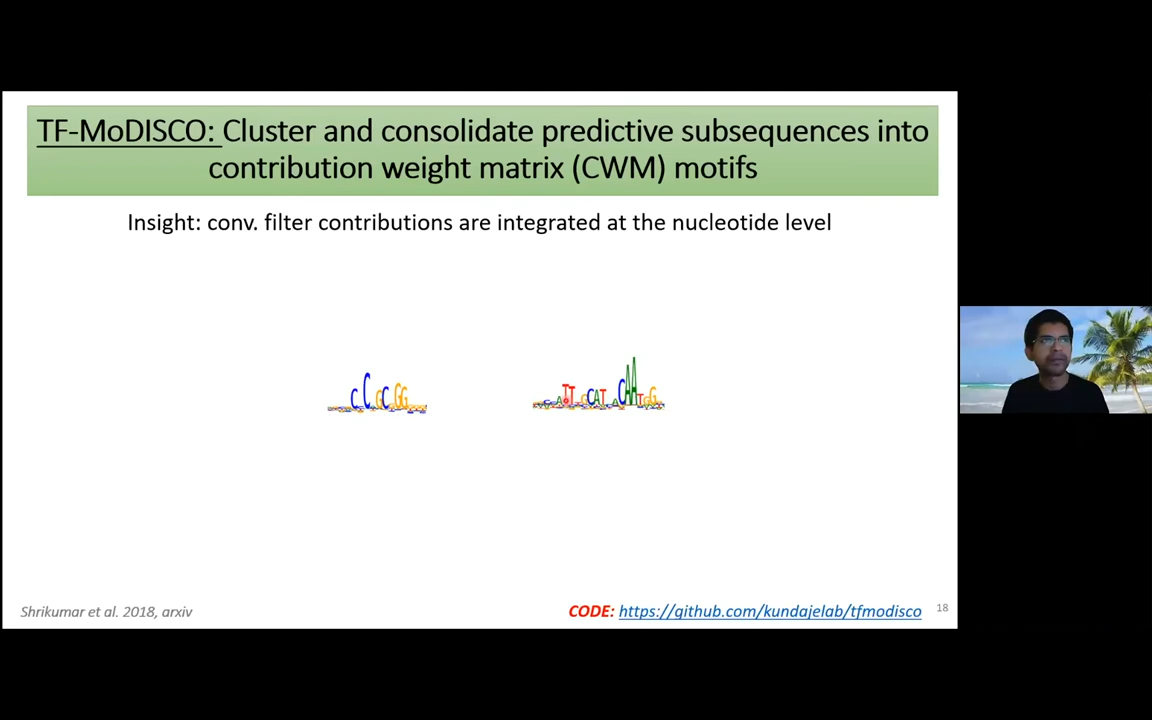 TF-MoDISCO: Cluster and consolidate predictive subsequences into
contribution weight matrix (CWM) motifs
Insight: conv. filter contributions are integrated at the nucleotide level
Shrikumar et al. 2018, arxiv
CODE: https://github.com/kundajelab/tfmodisco
18